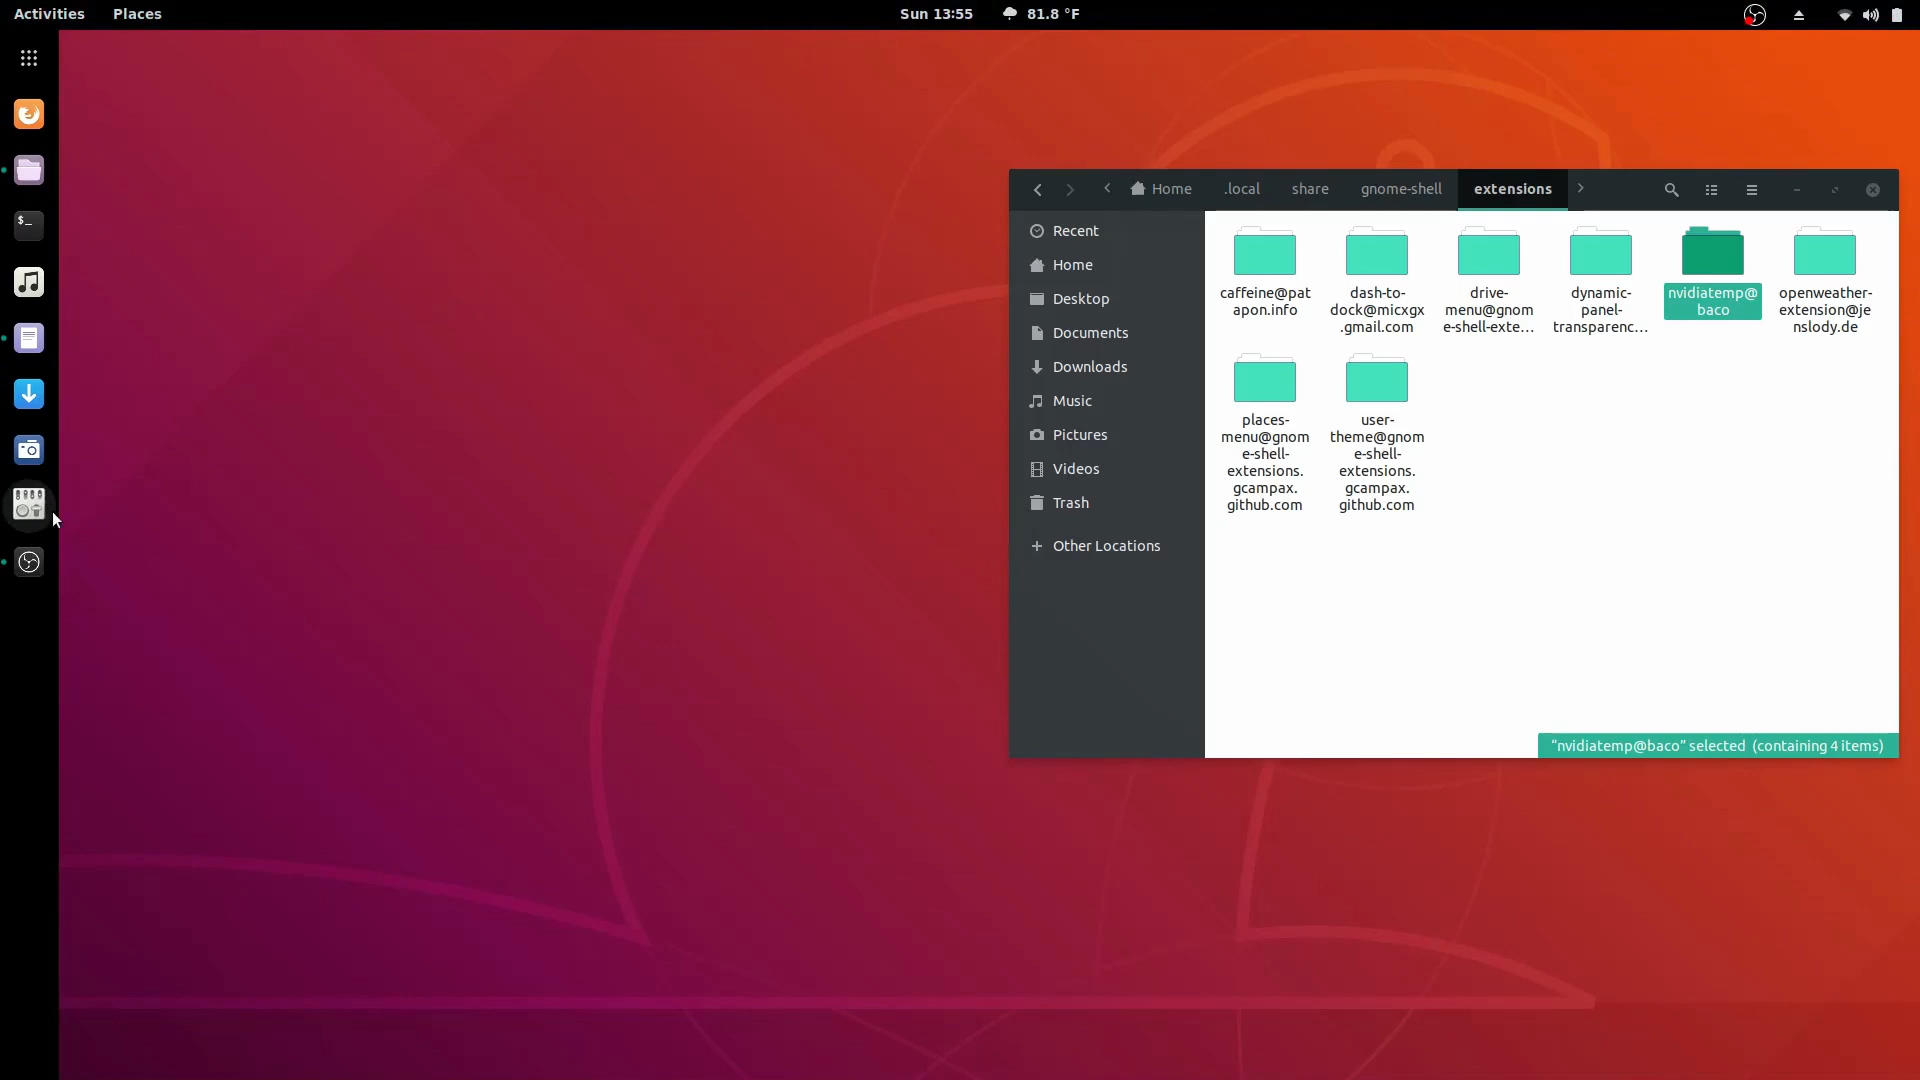 Activities Places Sun 13:55 81.8 °F
Home .local share gnome-shell extensions
Recent
Home
Desktop
Documents
Downloads
Music
Pictures
Videos
Trash
Other Locations
caffeine@pat
apon.info
dash-to-
dock@micxgx
.gmail.com
drive-
menu@gnom
e-shell-exte...
dynamic-
panel-
transparenc...
nvidiatemp@
baco
openweather-
extension@je
nslody.de
places-
menu@gnom
e-shell-
extensions.
gcampax.
github.com
user-
theme@gnom
e-shell-
extensions.
gcampax.
github.com
"nvidiatemp@baco" selected (containing 4 items)
$_